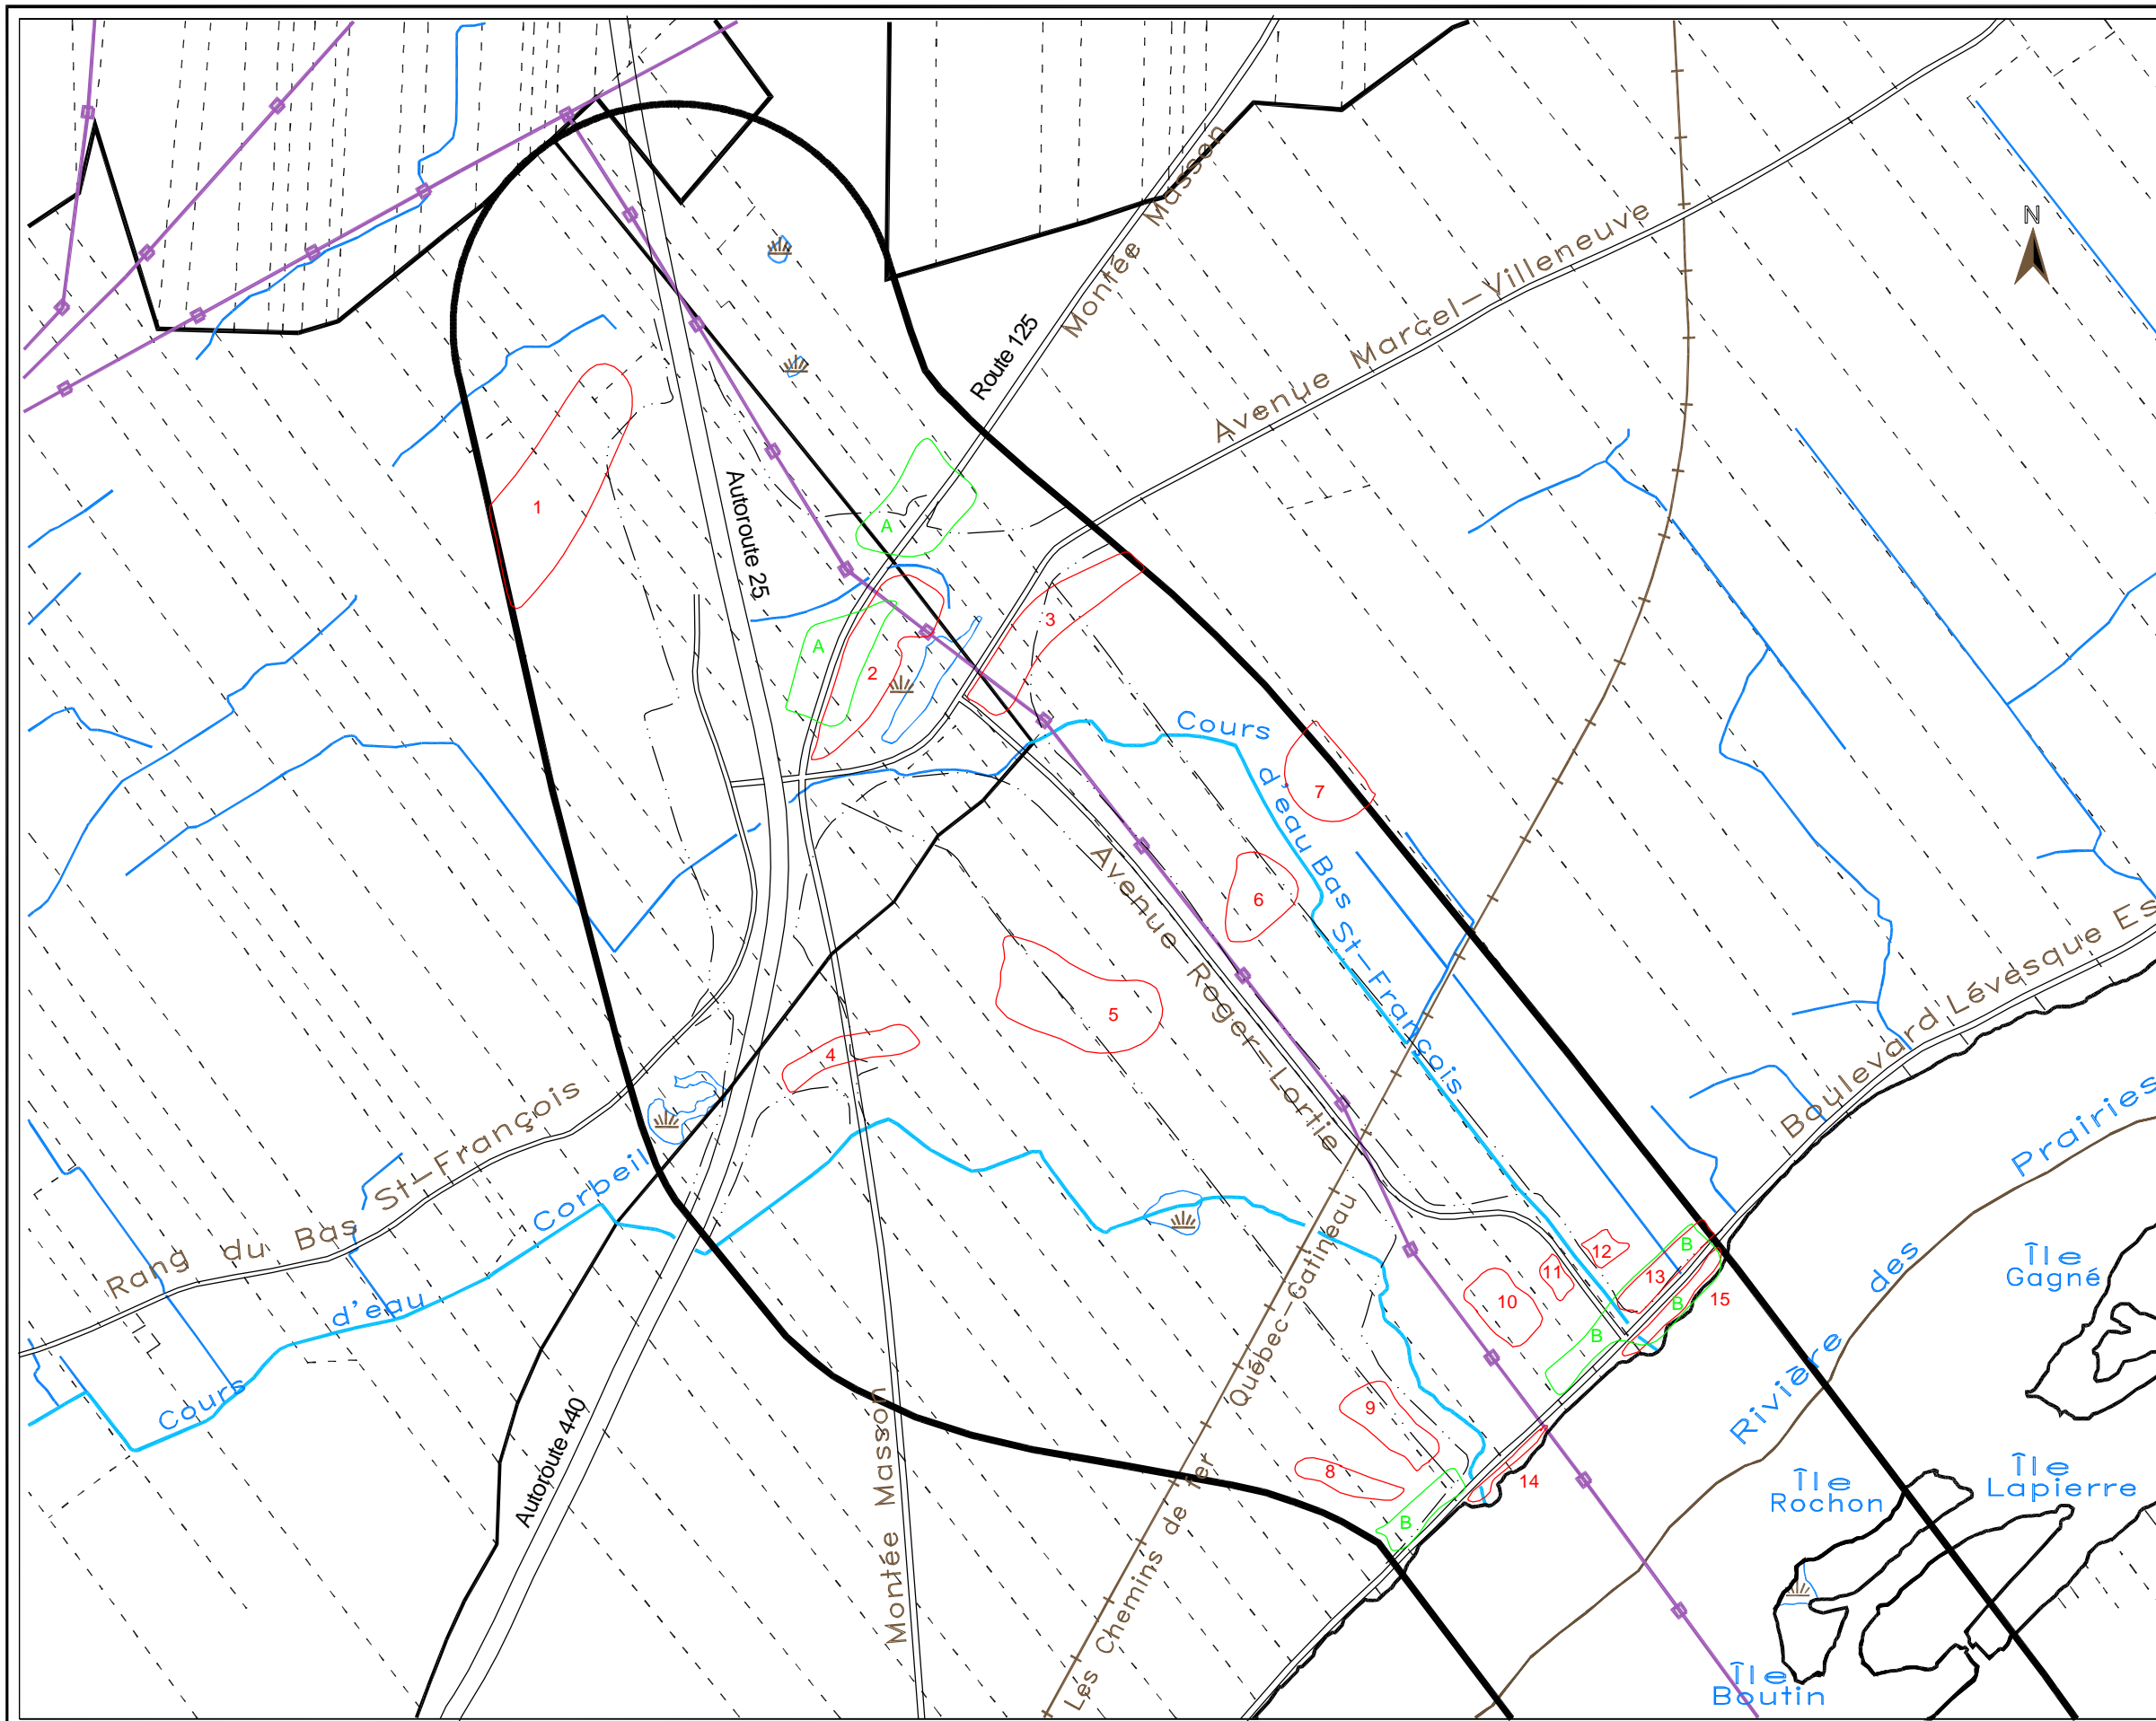 N
Montée Masson
Avenue Marcel-Villeneuve
Route 125
Autoroute 25
1
A
A
2
3
Cours
d'eau Bas St-François
7
6
5
4
Avenue Roger-Lortie
Rang du Bas St-François
Cours d'eau Corbeil
Autoroute 440
Montée Masson
Les Chemins de fer Québec-Gatineau
Boulevard Lévesque Es
Rivière des Prairies
12
B
11
13
10
B
15
B
9
8
14
B
Île
Gagné
Île
Rochon
Île
Lapierre
Île
Boutin